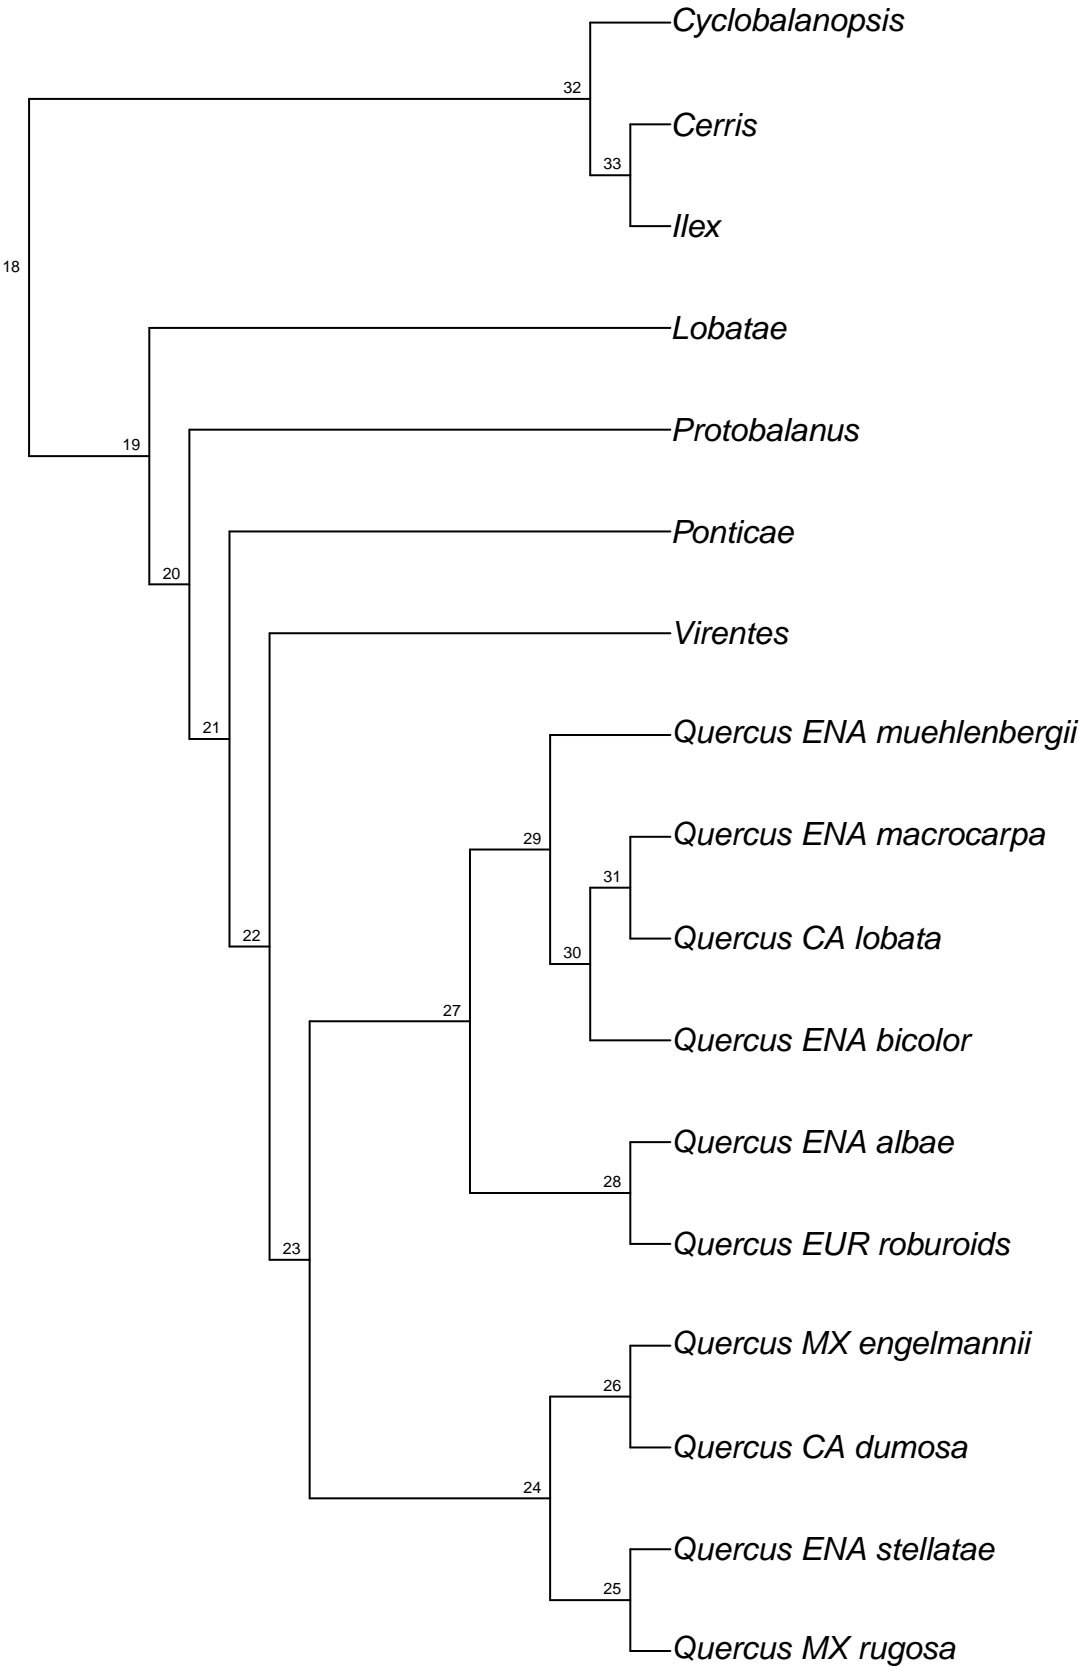 Cyclobalanopsis
32
Cerris
33
Ilex
18
Lobatae
Protobalanus
19
Ponticae
20
Virentes
21
Quercus ENA muehlenbergii
Quercus ENA macrocarpa
29
31
22
Quercus CA lobata
30
27
Quercus ENA bicolor
Quercus ENA albae
28
Quercus EUR roburoids
23
Quercus MX engelmannii
26
Quercus CA dumosa
24
Quercus ENA stellatae
25
Quercus MX rugosa